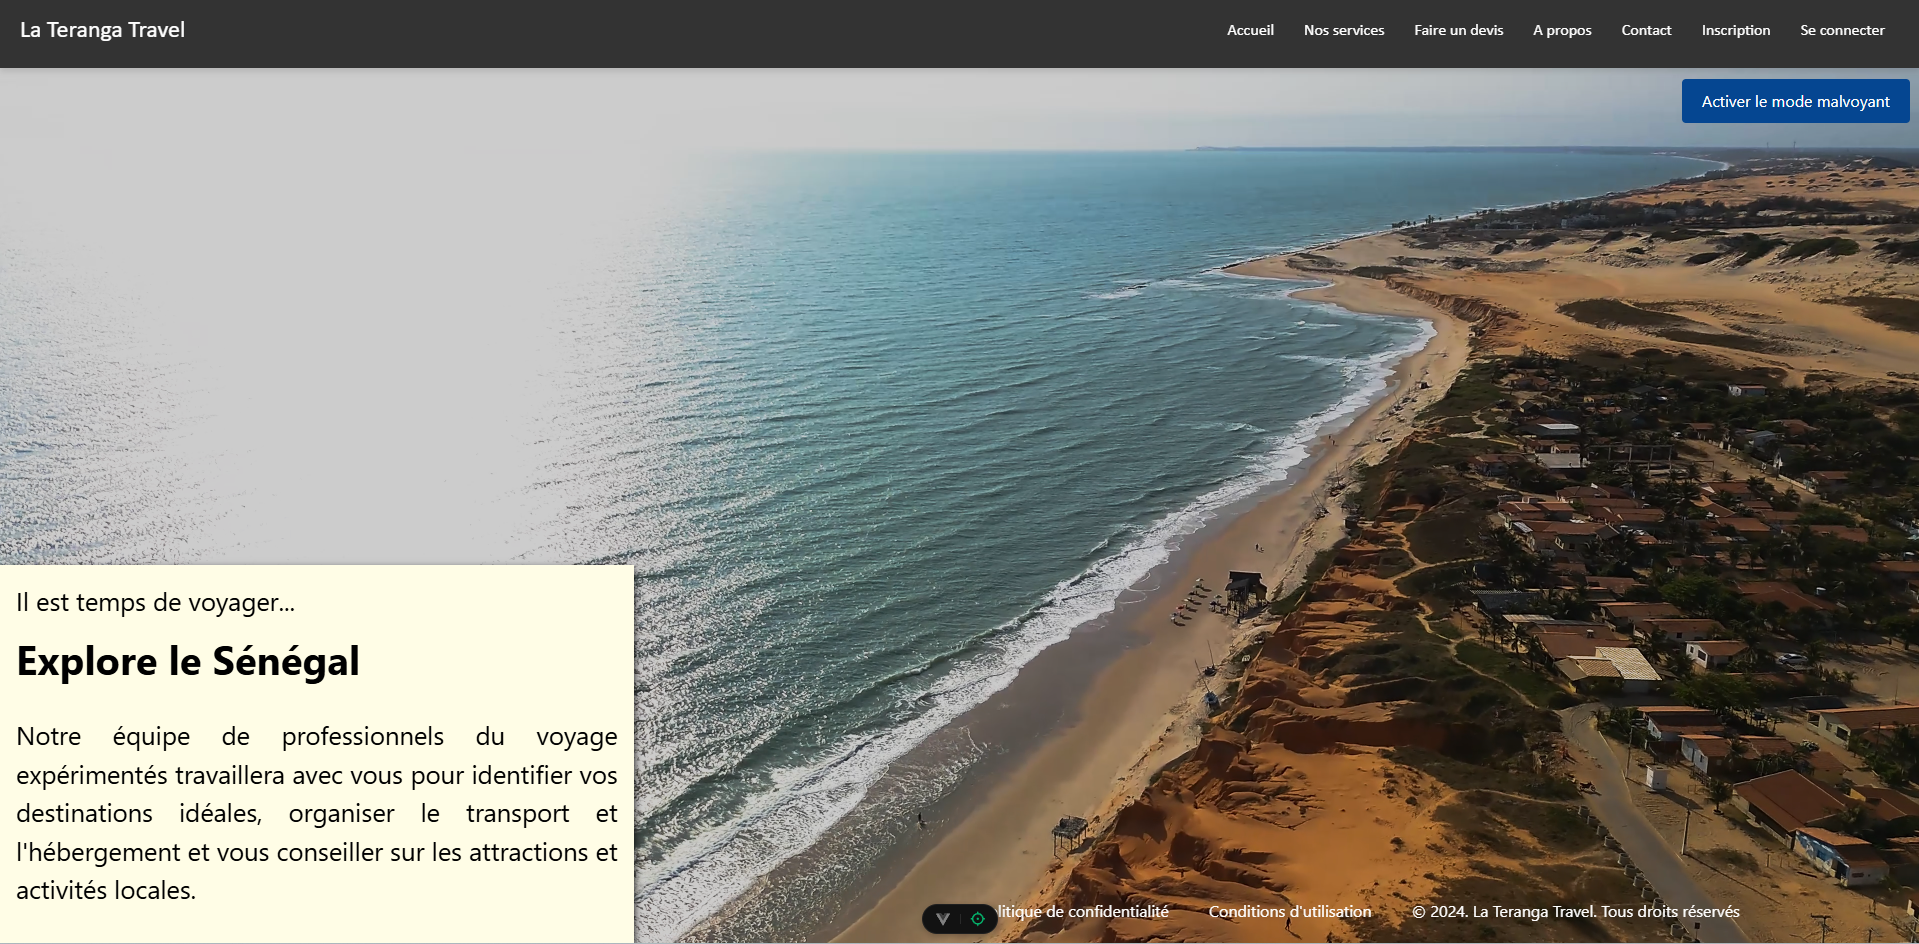 La Teranga Travel
Accueil Nos services Faire un devis A propos Contact Inscription Se connecter
Activer le mode malvoyant
Il est temps de voyager...
Explore le Sénégal
Notre équipe de professionnels du voyage
expérimentés travaillera avec vous pour identifier vos
destinations idéales, organiser le transport et
l'hébergement et vous conseiller sur les attractions et
activités locales.
litique de confidentialité Conditions d'utilisation © 2024. La Teranga Travel. Tous droits réservés